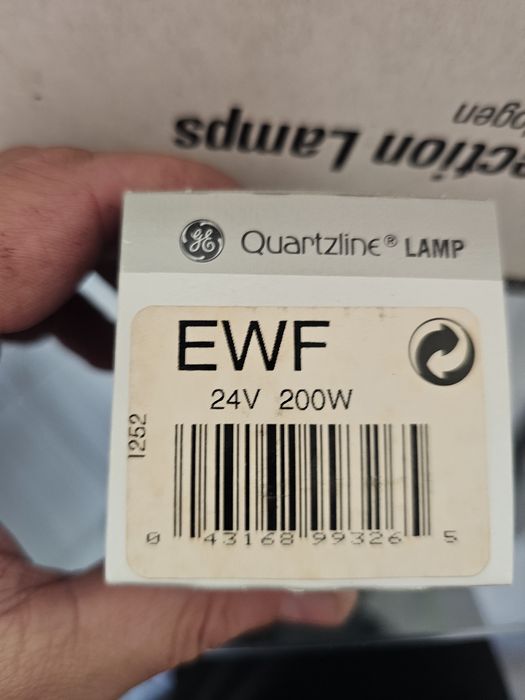 ogen
ection Lamps
GE Quartzline® LAMP
EWF
24V 200W
1252
0 43168 99326 5